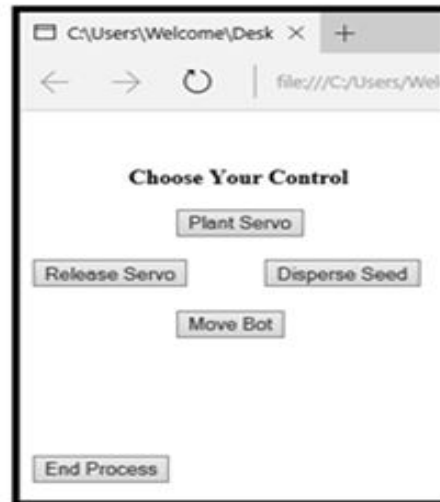 C:\Users\Welcome\Desk
file:///C:/Users/Wel
Choose Your Control
Plant Servo
Release Servo Disperse Seed
Move Bot
End Process